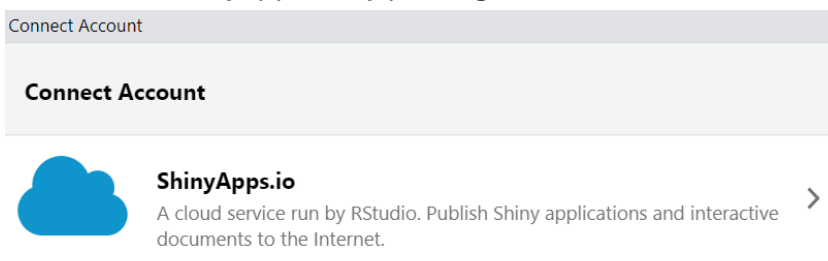 Connect Account
Connect Account
ShinyApps.io
A cloud service run by RStudio. Publish Shiny applications and interactive
documents to the Internet.